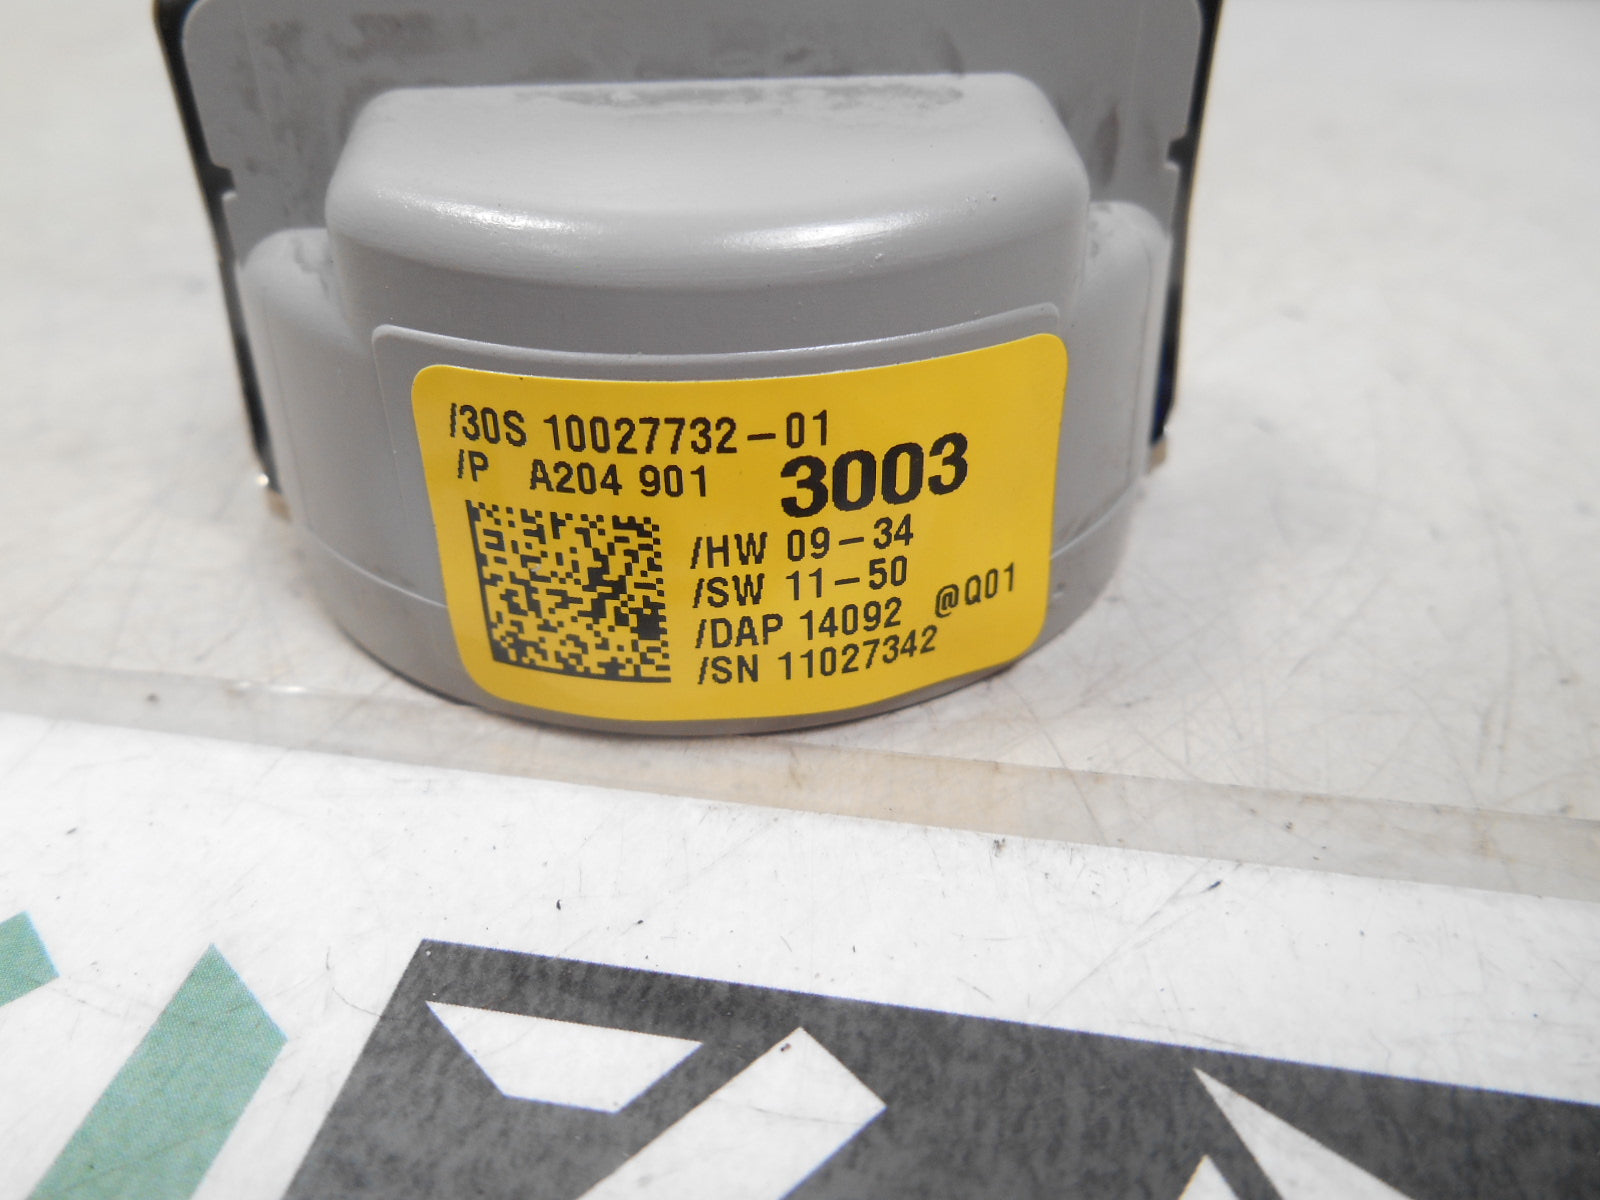 /30S 10027732-01
/P A204 901 3003
/HW 09-34
/SW 11-50
/DAP 14092 @Q01
/SN 11027342